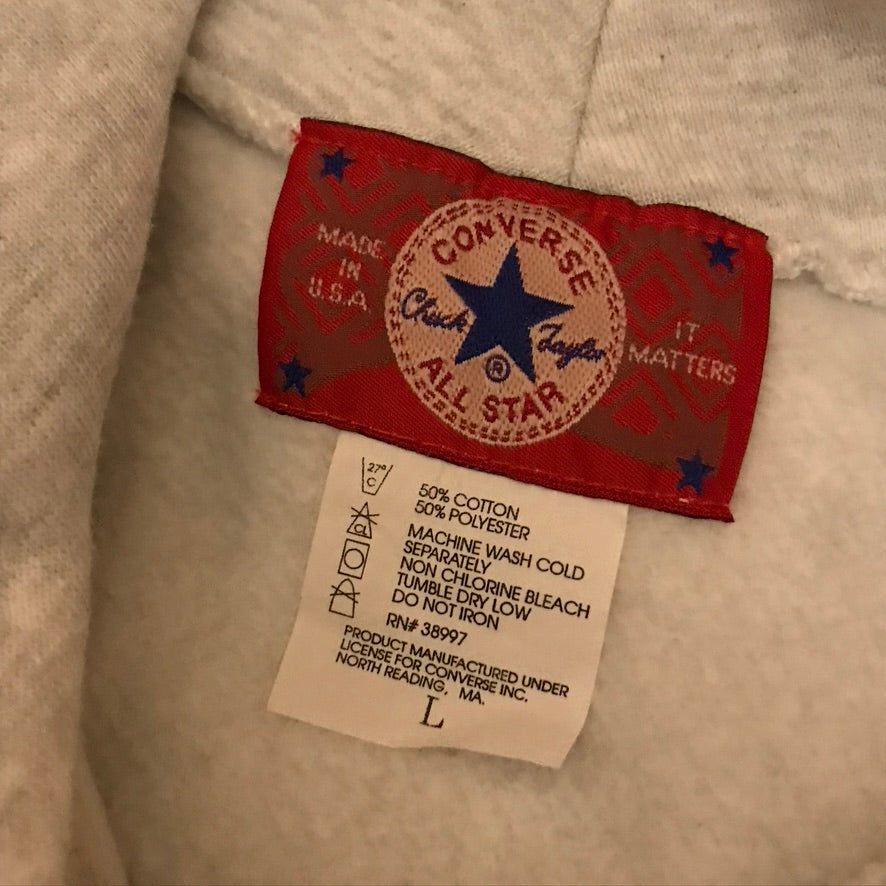 MADE
IN
U.S.A.
CONVERSE
Chuck Taylor
®
ALL STAR
IT
MATTERS
27°
C
50% COTTON
50% POLYESTER
MACHINE WASH COLD
SEPARATELY
NON CHLORINE BLEACH
TUMBLE DRY LOW
DO NOT IRON
RN# 38997
PRODUCT MANUFACTURED UNDER
LICENSE FOR CONVERSE INC.
NORTH READING, MA.
L